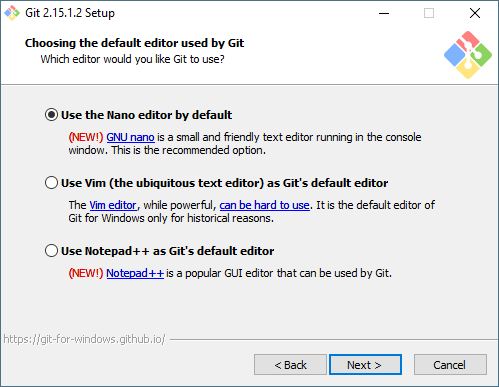 Git 2.15.1.2 Setup
Choosing the default editor used by Git
Which editor would you like Git to use?
Use the Nano editor by default
(NEW!) GNU nano is a small and friendly text editor running in the console
window. This is the recommended option.
Use Vim (the ubiquitous text editor) as Git's default editor
The Vim editor, while powerful, can be hard to use. It is the default editor of
Git for Windows only for historical reasons.
Use Notepad++ as Git's default editor
(NEW!) Notepad++ is a popular GUI editor that can be used by Git.
https://git-for-windows.github.io/
< Back
Next >
Cancel